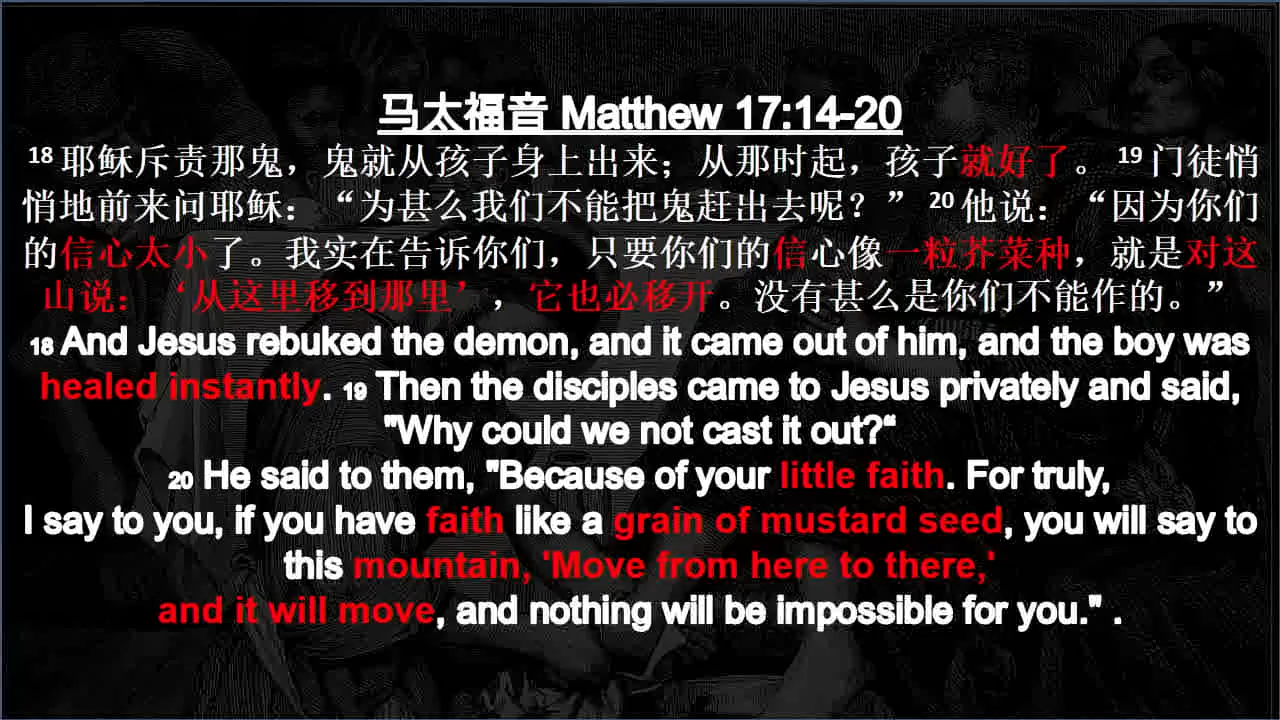 马太福音 Matthew 17:14-20
18 耶稣斥责那鬼，鬼就从孩子身上出来；从那时起，孩子就好了。19 门徒悄
悄地前来问耶稣：“为甚么我们不能把鬼赶出去呢？”20 他说：“因为你们
的信心太小了。我实在告诉你们，只要你们的信心像一粒芥菜种，就是对这
山说：‘从这里移到那里’，它也必移开。没有甚么是你们不能作的。”
18 And Jesus rebuked the demon, and it came out of him, and the boy was
healed instantly. 19 Then the disciples came to Jesus privately and said,
"Why could we not cast it out?“
20 He said to them, "Because of your little faith. For truly,
I say to you, if you have faith like a grain of mustard seed, you will say to
this mountain, 'Move from here to there,'
and it will move, and nothing will be impossible for you." .